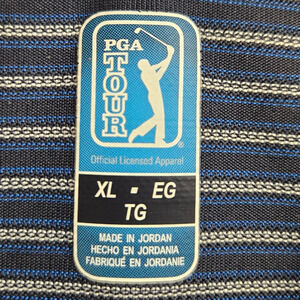 PGA
TOUR
®
Official Licensed Apparel
XL ▪ EG
TG
MADE IN JORDAN
HECHO EN JORDANIA
FABRIQUÉ EN JORDANIE